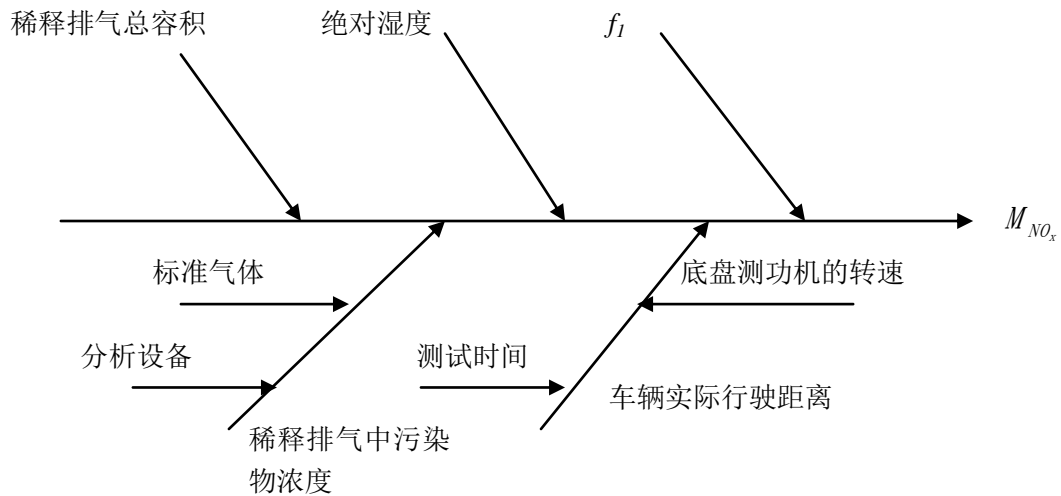 稀释排气总容积
绝对湿度
f1
M NOx
标准气体
底盘测功机的转速
分析设备
测试时间
车辆实际行驶距离
稀释排气中污染
物浓度